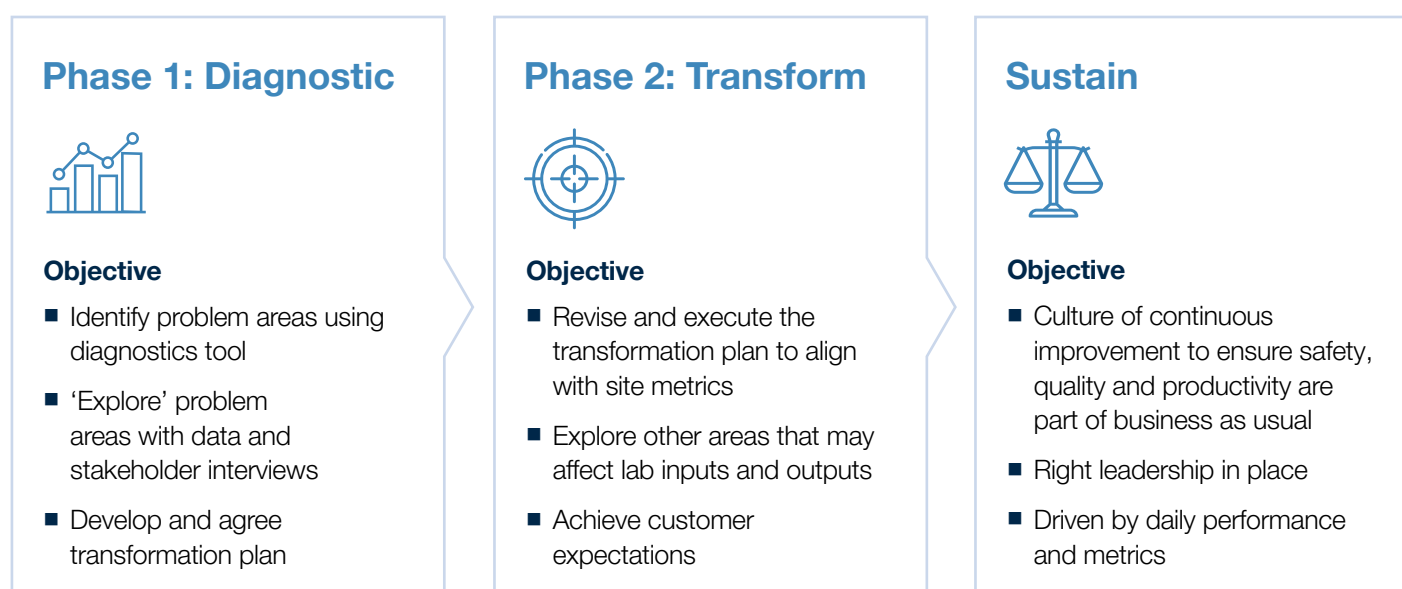 Phase 1: Diagnostic
Objective
■ Identify problem areas using
diagnostics tool
■ ‘Explore’ problem
areas with data and
stakeholder interviews
■ Develop and agree
transformation plan
Phase 2: Transform
Objective
■ Revise and execute the
transformation plan to align
with site metrics
■ Explore other areas that may
affect lab inputs and outputs
■ Achieve customer
expectations
Sustain
Objective
■ Culture of continuous
improvement to ensure safety,
quality and productivity are
part of business as usual
■ Right leadership in place
■ Driven by daily performance
and metrics